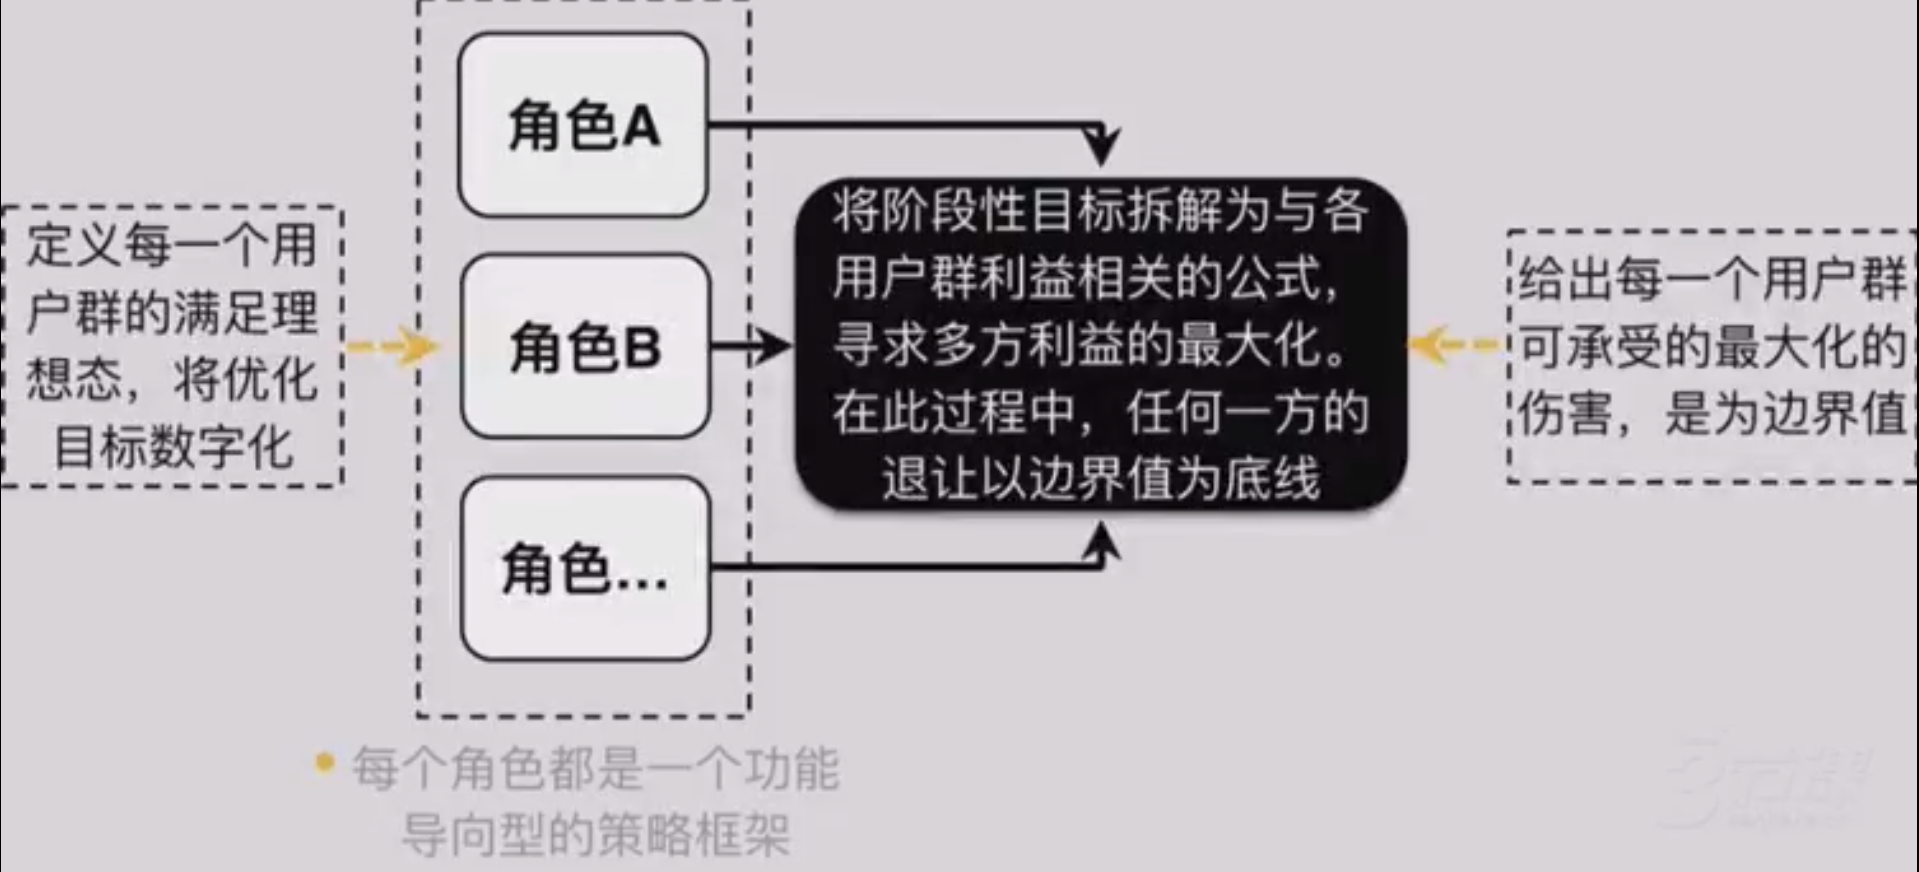 角色A
定义每一个用
户群的满足理
想态，将优化
目标数字化
角色B
角色...
将阶段性目标拆解为与各
用户群利益相关的公式，
寻求多方利益的最大化。
在此过程中，任何一方的
退让以边界值为底线
给出每一个用户群
可承受的最大化的
伤害，是为边界值
每个角色都是一个功能
导向型的策略框架